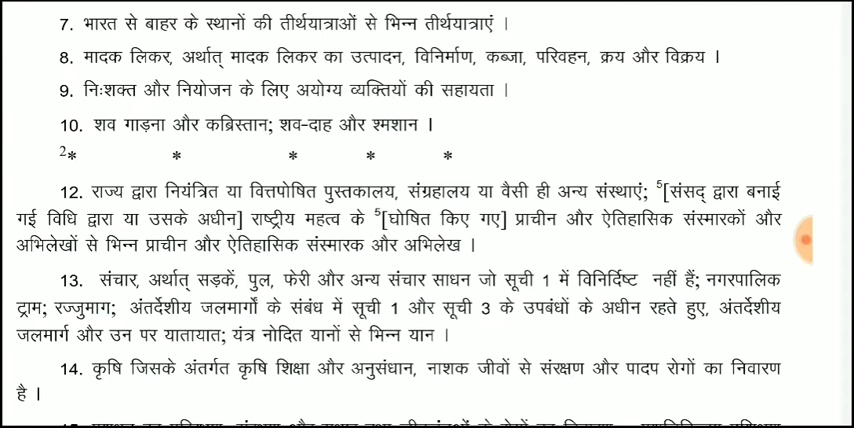 7. भारत से बाहर के स्थानों की तीर्थयात्राओं से भिन्न तीर्थयात्राएं ।
8. मादक लिकर, अर्थात् मादक लिकर का उत्पादन, विनिर्माण, कब्जा, परिवहन, क्रय और विक्रय ।
9. निःशक्त और नियोजन के लिए अयोग्य व्यक्तियों की सहायता ।
10. शव गाड़ना और कब्रिस्तान; शव-दाह और श्मशान ।
2* * * * *
12. राज्य द्वारा नियंत्रित या वित्तपोषित पुस्तकालय, संग्रहालय या वैसी ही अन्य संस्थाएं; 5[संसद् द्वारा बनाई
गई विधि द्वारा या उसके अधीन] राष्ट्रीय महत्व के 5[घोषित किए गए] प्राचीन और ऐतिहासिक संस्मारकों और
अभिलेखों से भिन्न प्राचीन और ऐतिहासिक संस्मारक और अभिलेख ।
13. संचार, अर्थात् सड़कें, पुल, फेरी और अन्य संचार साधन जो सूची 1 में विनिर्दिष्ट नहीं हैं; नगरपालिक
ट्राम; रज्जुमाग; अंतर्देशीय जलमार्गों के संबंध में सूची 1 और सूची 3 के उपबंधों के अधीन रहते हुए, अंतर्देशीय
जलमार्ग और उन पर यातायात; यंत्र नोदित यानों से भिन्न यान ।
14. कृषि जिसके अंतर्गत कृषि शिक्षा और अनुसंधान, नाशक जीवों से संरक्षण और पादप रोगों का निवारण
है ।